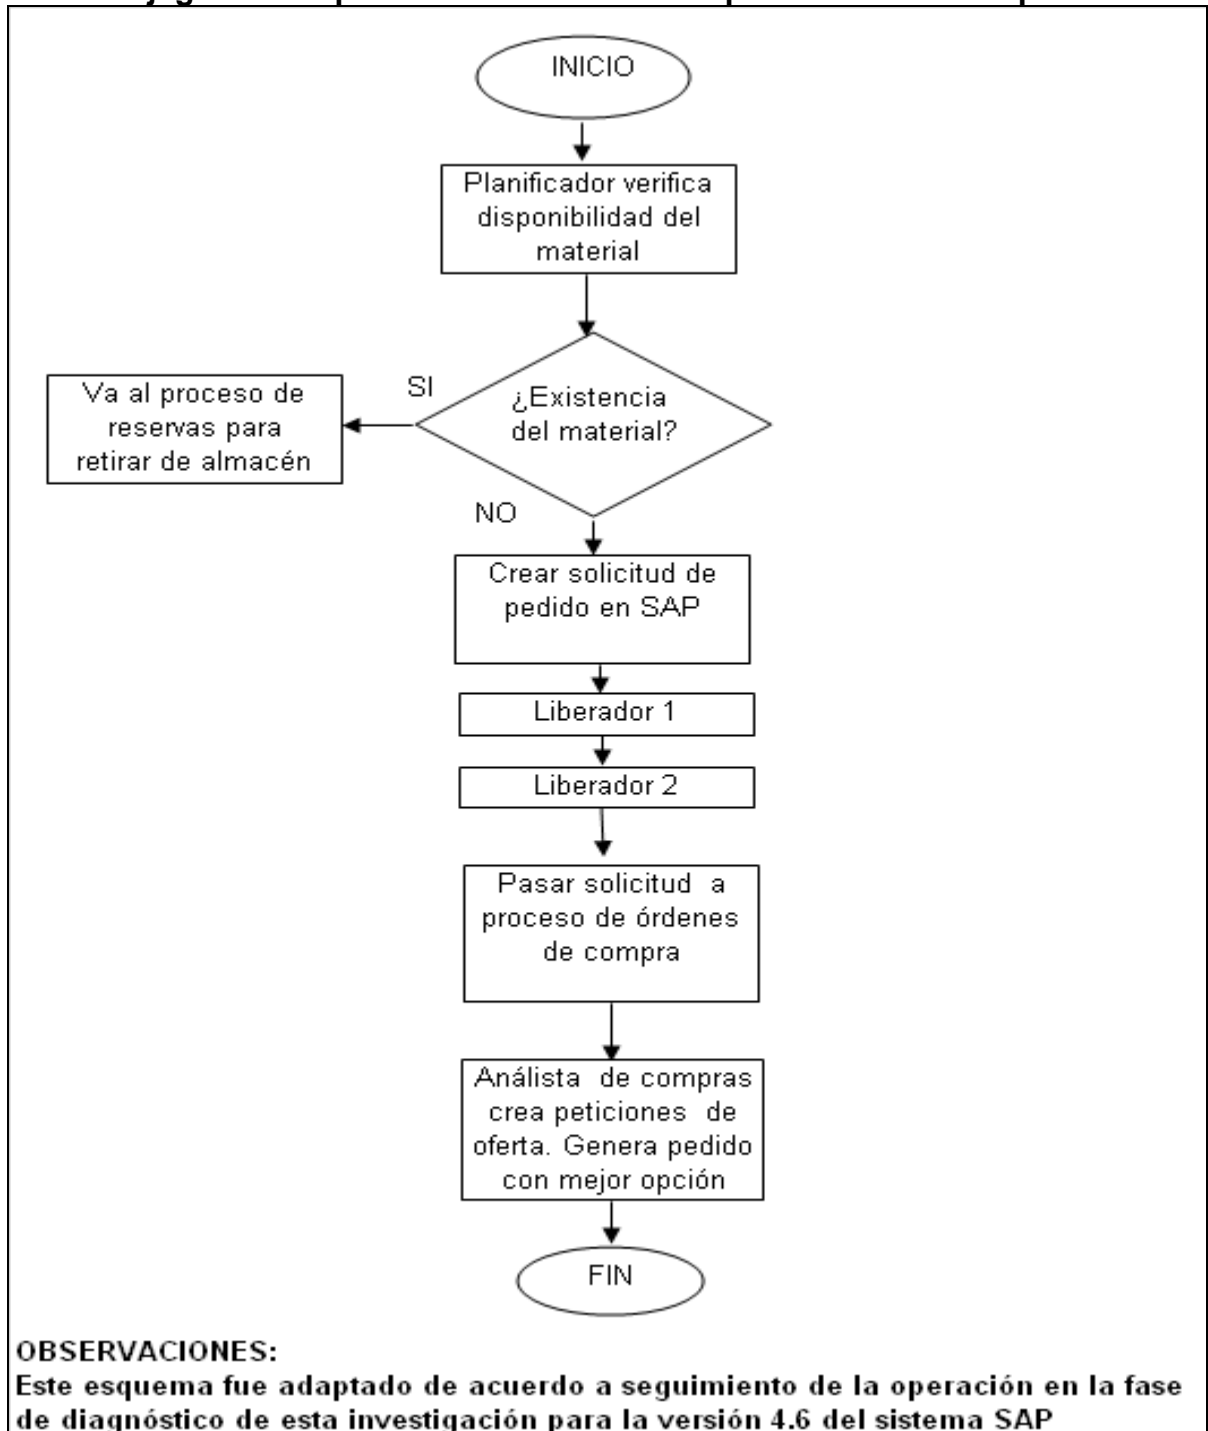 INICIO
Planificador verifica
disponibilidad del
material
¿Existencia
del material?
SI
Va al proceso de
reservas para
retirar de almacén
NO
Crear solicitud de
pedido en SAP
Liberador 1
Liberador 2
Pasar solicitud a
proceso de órdenes
de compra
Análista de compras
crea peticiones de
oferta. Genera pedido
con mejor opción
FIN
OBSERVACIONES:
Este esquema fue adaptado de acuerdo a seguimiento de la operación en la fase
de diagnóstico de esta investigación para la versión 4.6 del sistema SAP